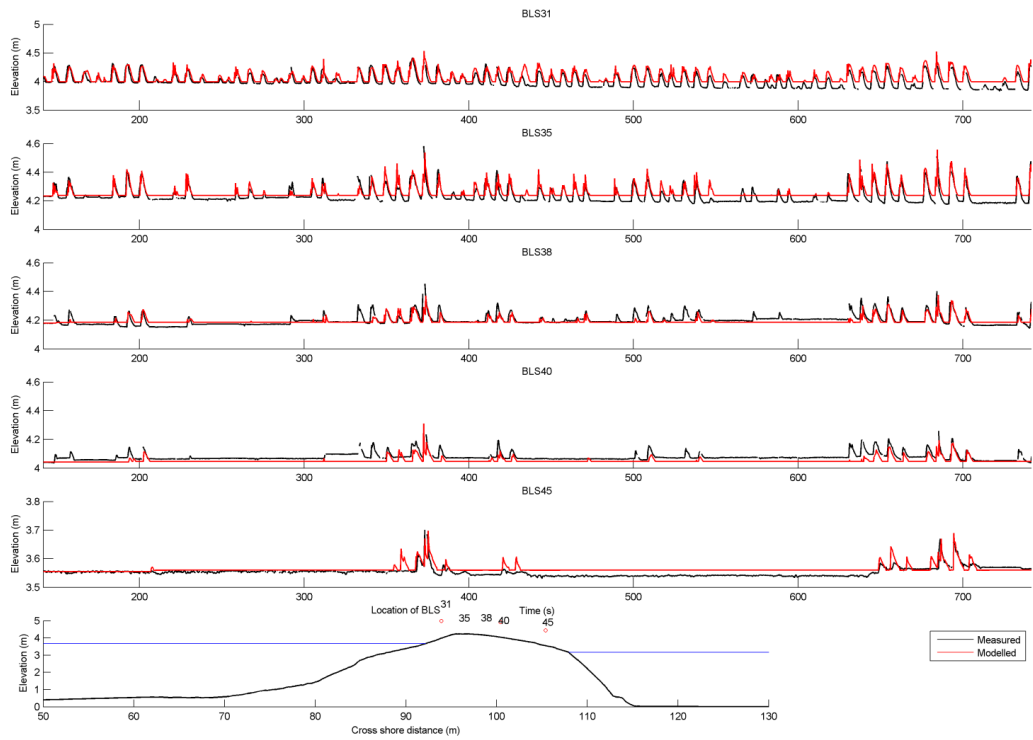 BLS31
Elevation (m)
5
4.5
4
3.5
200 300 400 500 600 700
BLS35
Elevation (m)
4.6
4.4
4.2
4
200 300 400 500 600 700
BLS38
Elevation (m)
4.6
4.4
4.2
4
200 300 400 500 600 700
BLS40
Elevation (m)
4.6
4.4
4.2
4
200 300 400 500 600 700
BLS45
Elevation (m)
3.8
3.7
3.6
3.5
50 200 300 400 500 600 700
Location of BLS 31 35 38 40 45
Time (s)
Elevation (m)
5
4
3
2
1
0
50 60 70 80 90 100 110 120 130
Cross shore distance (m)
Measured
Modelled